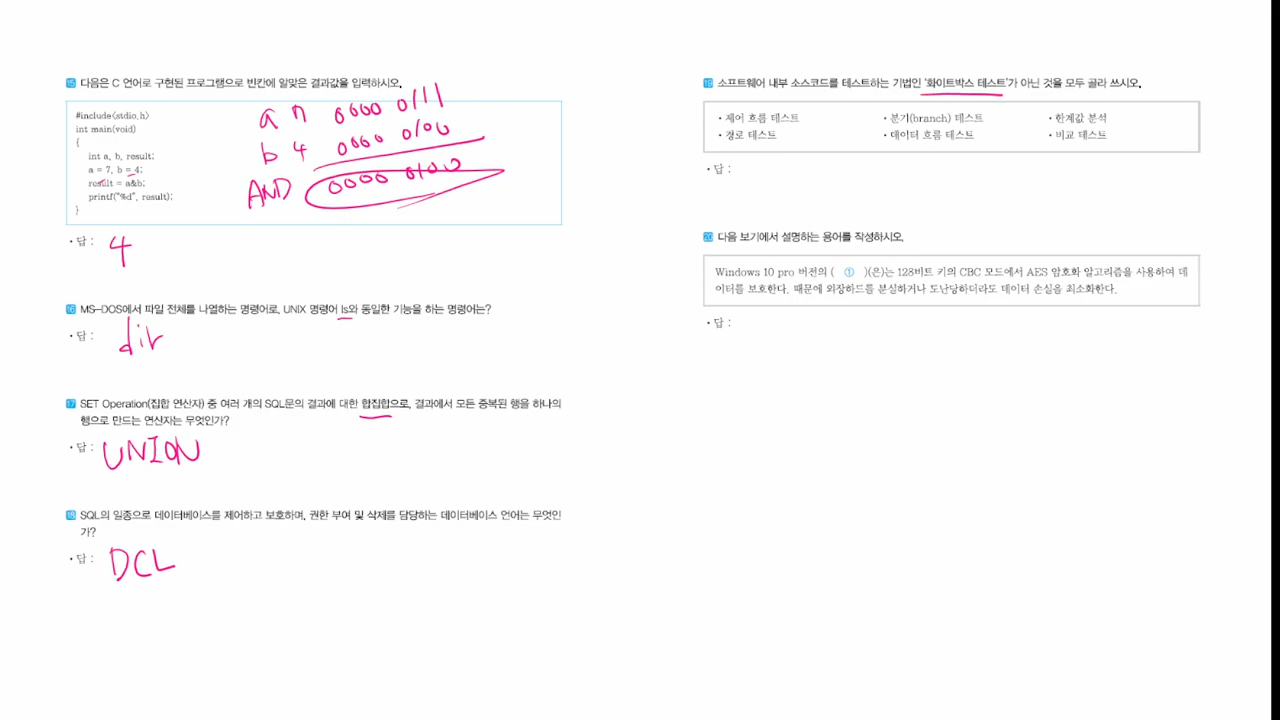 15 다음은 C 언어로 구현된 프로그램으로 빈칸에 알맞은 결과값을 입력하시오.
#include<stdio.h>
int main(void)
{
int a, b, result;
a = 7, b = 4;
result = a&b;
printf("%d", result);
}
a 7 0000 0111
b 4 0000 0100
AND 0000 0100
• 답 : 4
16 MS-DOS에서 파일 전체를 나열하는 명령어로, UNIX 명령어 ls와 동일한 기능을 하는 명령어는?
• 답 : dir
17 SET Operation(집합 연산자) 중 여러 개의 SQL문의 결과에 대한 합집합으로, 결과에서 모든 중복된 행을 하나의
행으로 만드는 연산자는 무엇인가?
• 답 : UNION
18 SQL의 일종으로 데이터베이스를 제어하고 보호하며, 권한 부여 및 삭제를 담당하는 데이터베이스 언어는 무엇인
가?
• 답 : DCL
19 소프트웨어 내부 소스코드를 테스트하는 기법인 '화이트박스 테스트'가 아닌 것을 모두 골라 쓰시오.
• 제어 흐름 테스트 • 분기(branch) 테스트 • 한계값 분석
• 경로 테스트 • 데이터 흐름 테스트 • 비교 테스트
• 답 :
20 다음 보기에서 설명하는 용어를 작성하시오.
Windows 10 pro 버전의 ( ① )(은)는 128비트 키의 CBC 모드에서 AES 암호화 알고리즘을 사용하여 데
이터를 보호한다. 때문에 외장하드를 분실하거나 도난당하더라도 데이터 손실을 최소화한다.
• 답 :